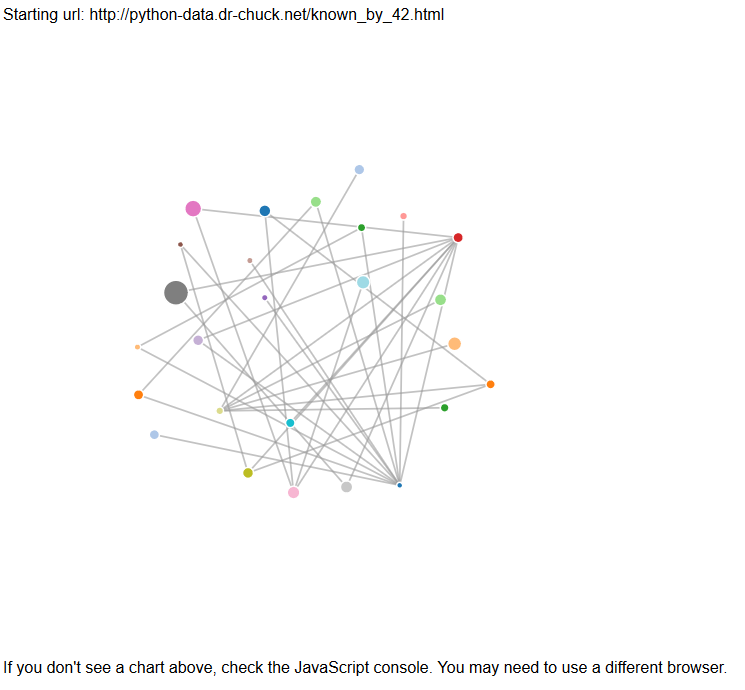 Starting url: http://python-data.dr-chuck.net/known_by_42.html
If you don't see a chart above, check the JavaScript console. You may need to use a different browser.